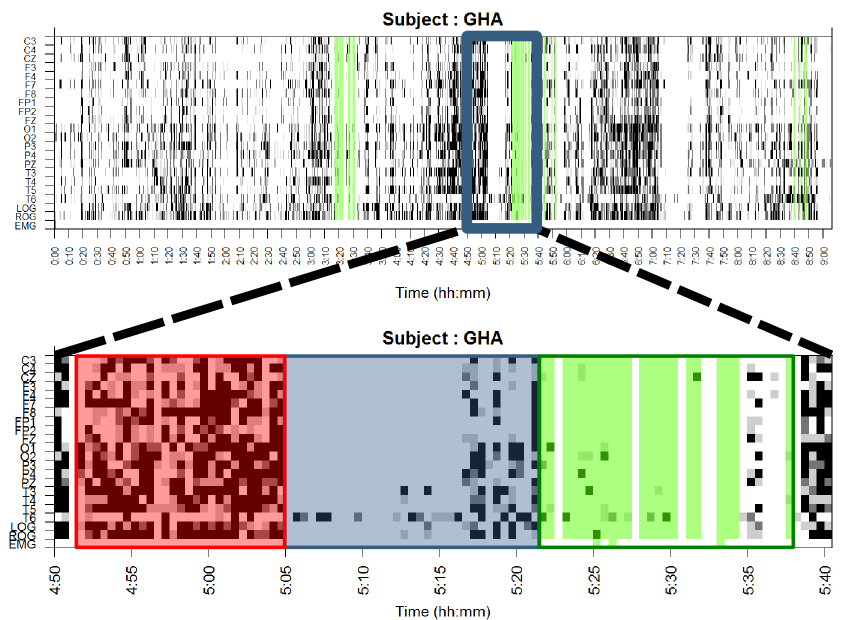 Subject : GHA
C3
C4
CZ
F3
F4
F7
F8
FP1
FP2
FZ
O1
O2
P3
P4
PZ
T3
T4
T5
T6
LOG
ROG
EMG
0:00 0:10 0:20 0:30 0:40 0:50 1:00 1:10 1:20 1:30 1:40 1:50 2:00 2:10 2:20 2:30 2:40 2:50 3:00 3:10 3:20 3:30 3:40 3:50 4:00 4:10 4:20 4:30 4:40 4:50 5:00 5:10 5:20 5:30 5:40 5:50 6:00 6:10 6:20 6:30 6:40 6:50 7:00 7:10 7:20 7:30 7:40 7:50 8:00 8:10 8:20 8:30 8:40 8:50 9:00
Time (hh:mm)
Subject : GHA
C3
C4
CZ
F3
F4
F7
F8
FP1
FP2
FZ
O1
O2
P3
P4
PZ
T3
T4
T5
T6
LOG
ROG
EMG
4:50 4:55 5:00 5:05 5:10 5:15 5:20 5:25 5:30 5:35 5:40
Time (hh:mm)